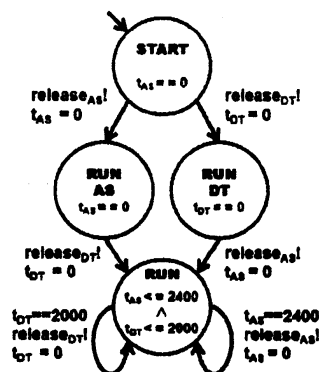 START
t_AS == 0
release_AS!
t_AS = 0
release_DT!
t_DT = 0
RUN
AS
t_AS == 0
RUN
DT
t_DT == 0
release_DT!
t_DT = 0
release_AS!
t_AS = 0
RUN
t_AS <= 2400
∧
t_DT <= 2000
t_DT==2000
release_DT!
t_DT = 0
t_AS==2400
release_AS!
t_AS = 0